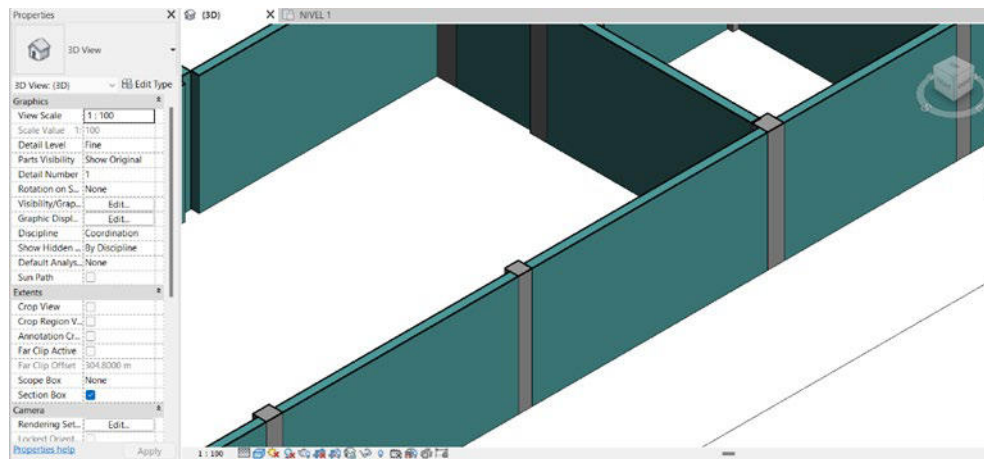 Properties
(3D)
NIVEL 1
3D View
3D View: (3D)
Edit Type
Graphics
View Scale 1 : 100
Scale Value 1: 100
Detail Level Fine
Parts Visibility Show Original
Detail Number 1
Rotation on S... None
Visibility/Grap... Edit...
Graphic Displ... Edit...
Discipline Coordination
Show Hidden ... By Discipline
Default Analys... None
Sun Path
Extents
Crop View
Crop Region V...
Annotation Cr...
Far Clip Active
Far Clip Offset 304.8000 m
Scope Box None
Section Box
Camera
Rendering Set... Edit...
Locked Orient...
Properties help
Apply
1 : 100